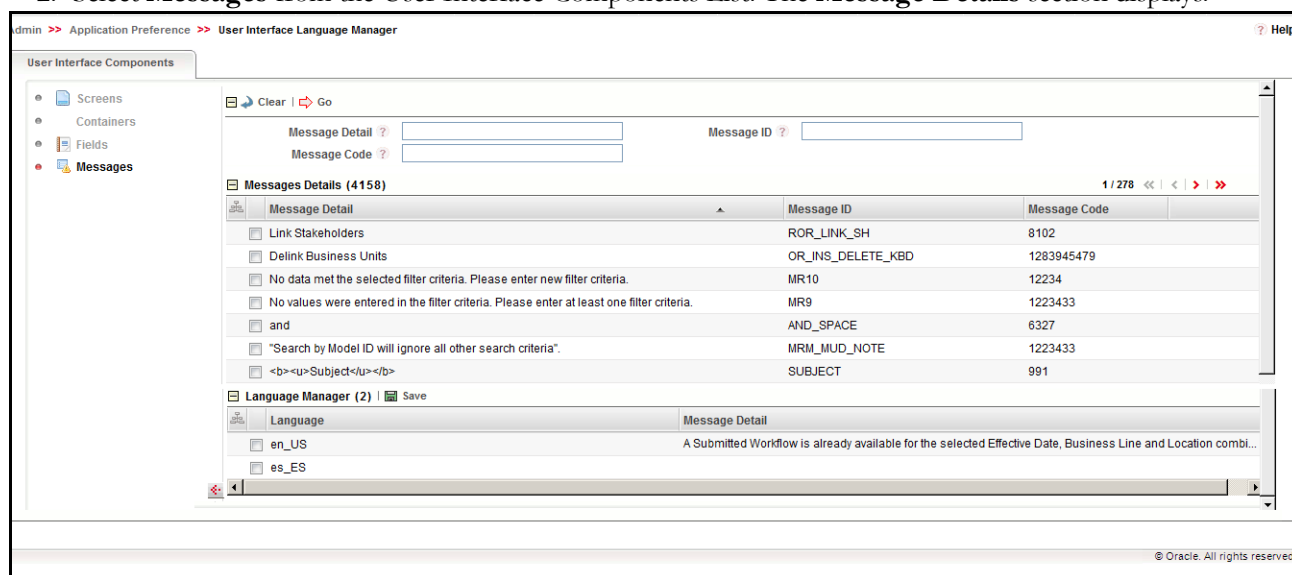 2. Select Messages from the User Interface Components List. The Message Details section displays.
Admin >> Application Preference >> User Interface Language Manager
? Help
User Interface Components
Screens
Containers
Fields
Messages
Clear | Go
Message Detail ?
Message ID ?
Message Code ?
Messages Details (4158)
1 / 278
Message Detail Message ID Message Code
Link Stakeholders ROR_LINK_SH 8102
Delink Business Units OR_INS_DELETE_KBD 1283945479
No data met the selected filter criteria. Please enter new filter criteria. MR10 12234
No values were entered in the filter criteria. Please enter at least one filter criteria. MR9 1223433
and AND_SPACE 6327
"Search by Model ID will ignore all other search criteria". MRM_MUD_NOTE 1223433
<b><u>Subject</u></b> SUBJECT 991
Language Manager (2) | Save
Language Message Detail
en_US A Submitted Workflow is already available for the selected Effective Date, Business Line and Location combi...
es_ES
© Oracle. All rights reserved